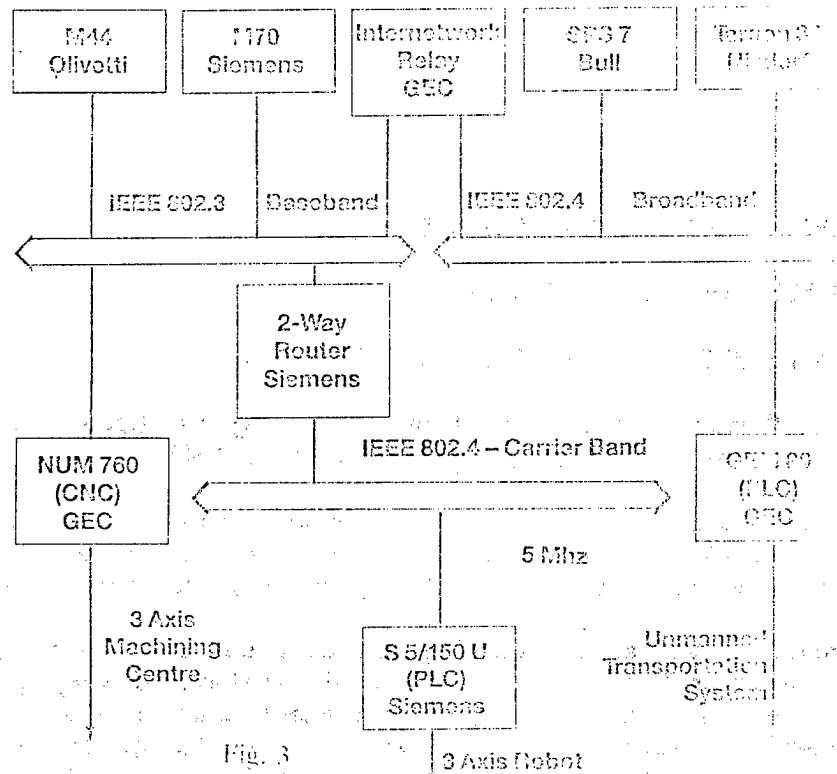 M44
Olivetti
Siemens
Internetwork
Relay
GEC
Bull
IEEE 802.3 Baseband
IEEE 802.4 Broadband
2-Way
Router
Siemens
IEEE 802.4 – Carrier Band
NUM 760
(CNC)
GEC
(PLC)
GEC
5 Mhz
3 Axis
Machining
Centre
S 5/150 U
(PLC)
Siemens
Unmanned
Transportation
System
Fig. 3
3 Axis Robot